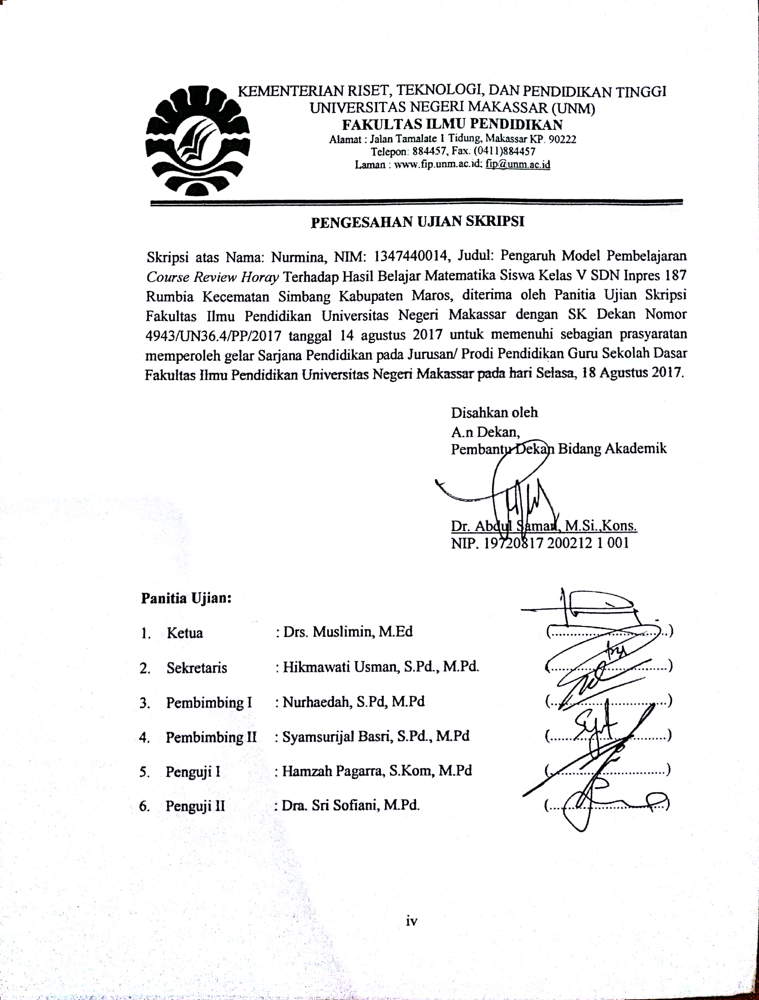 KEMENTERIAN RISET, TEKNOLOGI, DAN PENDIDIKAN TINGGI
UNIVERSITAS NEGERI MAKASSAR (UNM)
FAKULTAS ILMU PENDIDIKAN
Alamat : Jalan Tamalate 1 Tidung, Makassar KP. 90222
Telepon: 884457, Fax. (0411)884457
Laman : www.fip.unm.ac.id; fip@unm.ac.id
PENGESAHAN UJIAN SKRIPSI
Skripsi atas Nama: Nurmina, NIM: 1347440014, Judul: Pengaruh Model Pembelajaran
Course Review Horay Terhadap Hasil Belajar Matematika Siswa Kelas V SDN Inpres 187
Rumbia Kecematan Simbang Kabupaten Maros, diterima oleh Panitia Ujian Skripsi
Fakultas Ilmu Pendidikan Universitas Negeri Makassar dengan SK Dekan Nomor
4943/UN36.4/PP/2017 tanggal 14 agustus 2017 untuk memenuhi sebagian prasyaratan
memperoleh gelar Sarjana Pendidikan pada Jurusan/ Prodi Pendidikan Guru Sekolah Dasar
Fakultas Ilmu Pendidikan Universitas Negeri Makassar pada hari Selasa, 18 Agustus 2017.
Disahkan oleh
A.n Dekan,
Pembantu Dekan Bidang Akademik
Dr. Abdul Saman, M.Si.,Kons.
NIP. 19720817 200212 1 001
Panitia Ujian:
1. Ketua : Drs. Muslimin, M.Ed (..............................)
2. Sekretaris : Hikmawati Usman, S.Pd., M.Pd. (..............................)
3. Pembimbing I : Nurhaedah, S.Pd, M.Pd (..............................)
4. Pembimbing II : Syamsurijal Basri, S.Pd., M.Pd (..............................)
5. Penguji I : Hamzah Pagarra, S.Kom, M.Pd (..............................)
6. Penguji II : Dra. Sri Sofiani, M.Pd. (..............................)
iv